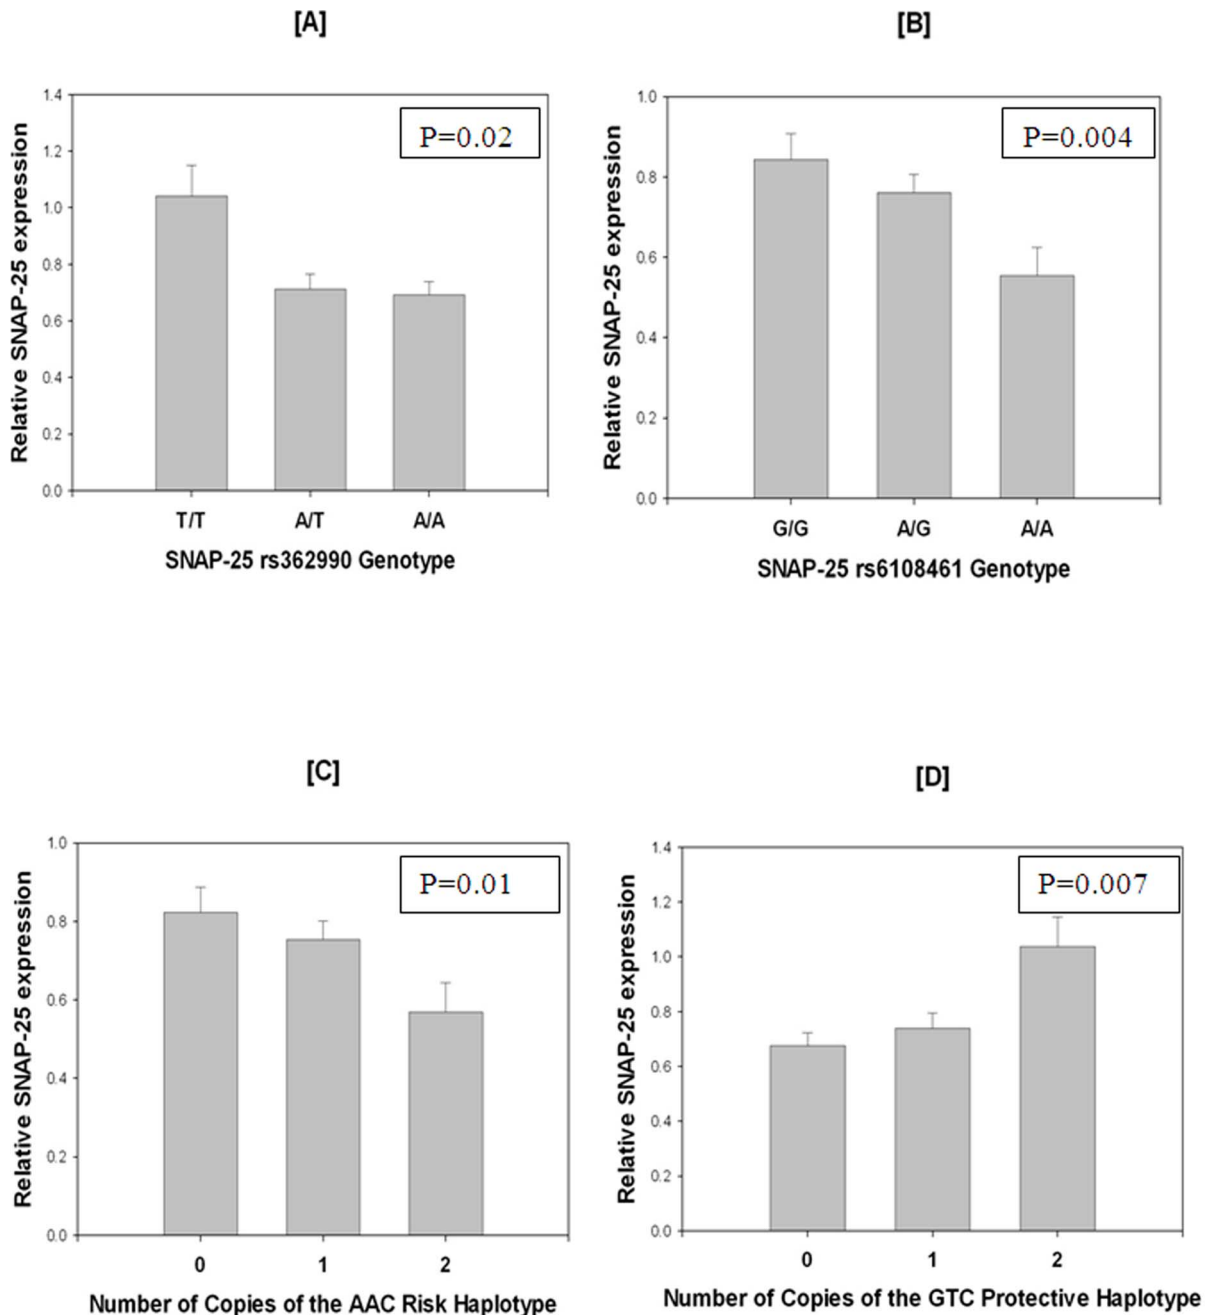 [A]
Relative SNAP-25 expression
1.4
1.2
1.0
0.8
0.6
0.4
0.2
0.0
P=0.02
T/T A/T A/A
SNAP-25 rs362990 Genotype
[B]
Relative SNAP-25 expression
1.0
0.8
0.6
0.4
0.2
0.0
P=0.004
G/G A/G A/A
SNAP-25 rs6108461 Genotype
[C]
Relative SNAP-25 expression
1.0
0.8
0.6
0.4
0.2
0.0
P=0.01
0 1 2
Number of Copies of the AAC Risk Haplotype
[D]
Relative SNAP-25 expression
1.4
1.2
1.0
0.8
0.6
0.4
0.2
0.0
P=0.007
0 1 2
Number of Copies of the GTC Protective Haplotype